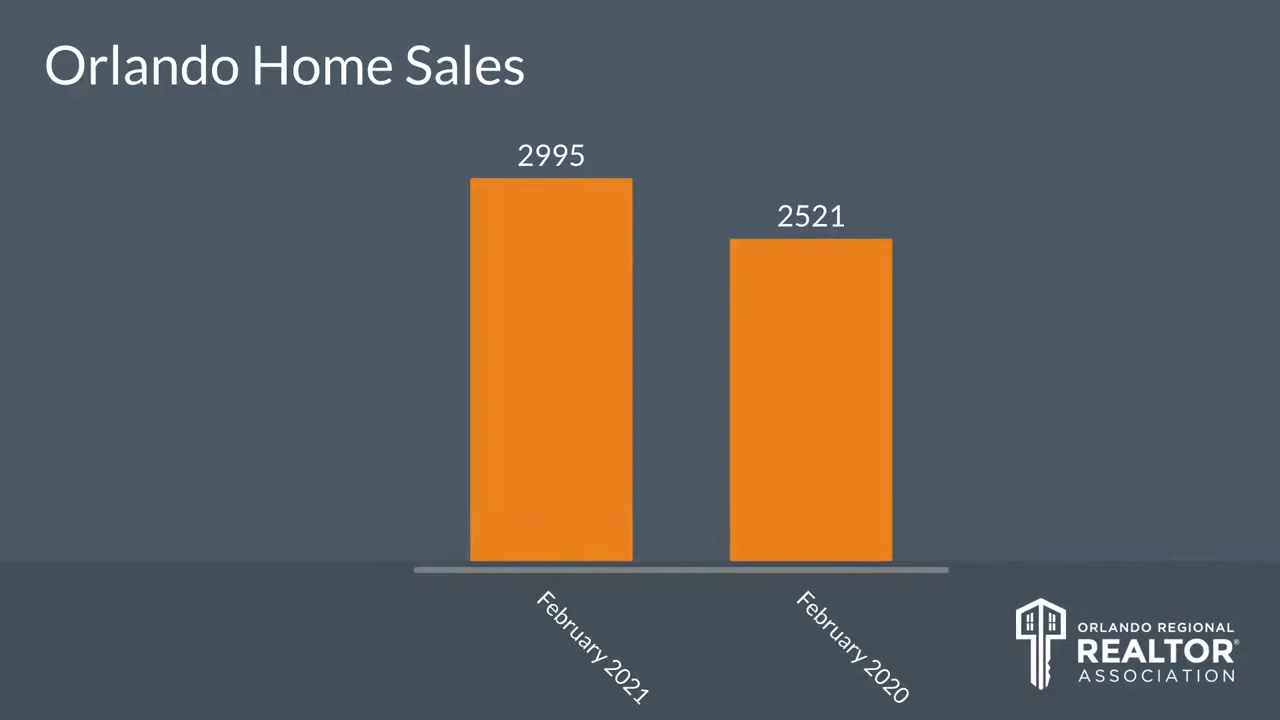 Orlando Home Sales
2995
2521
February 2021
February 2020
ORLANDO REGIONAL
REALTOR®
ASSOCIATION